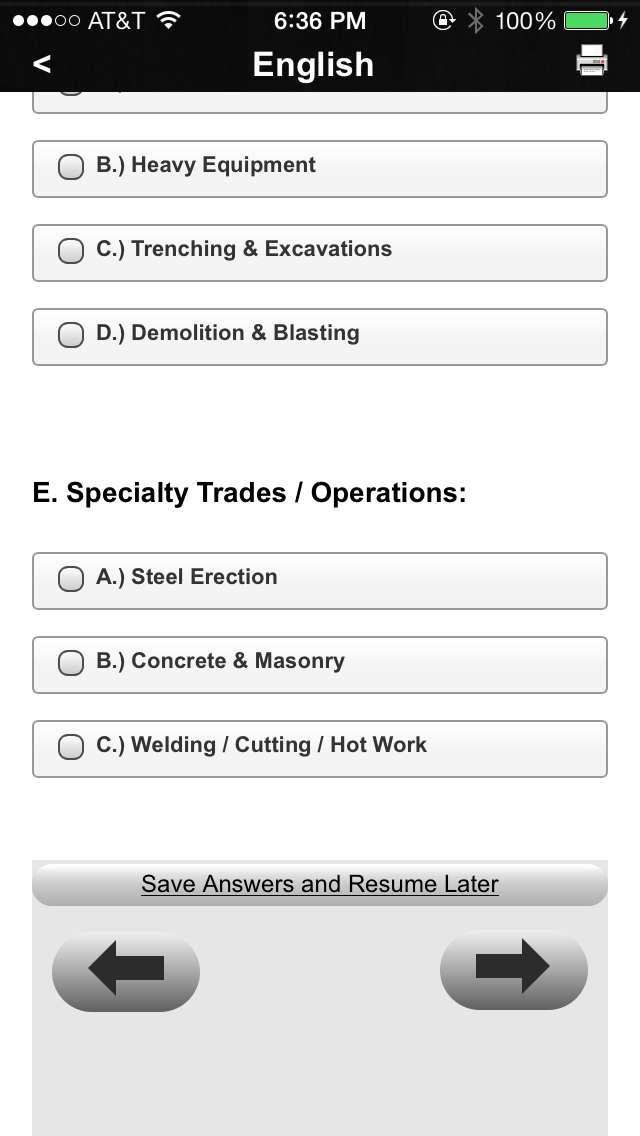 AT&T 6:36 PM 100%
< English
B.) Heavy Equipment
C.) Trenching & Excavations
D.) Demolition & Blasting
E. Specialty Trades / Operations:
A.) Steel Erection
B.) Concrete & Masonry
C.) Welding / Cutting / Hot Work
Save Answers and Resume Later